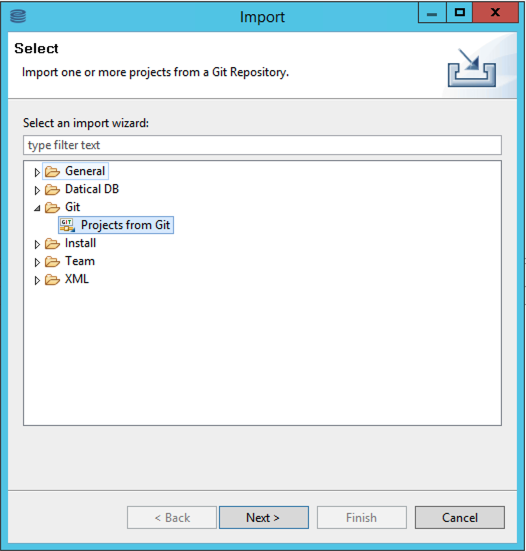 Import
Select
Import one or more projects from a Git Repository.
Select an import wizard:
type filter text
General
Datical DB
Git
GIT Projects from Git
Install
Team
XML
< Back Next > Finish Cancel